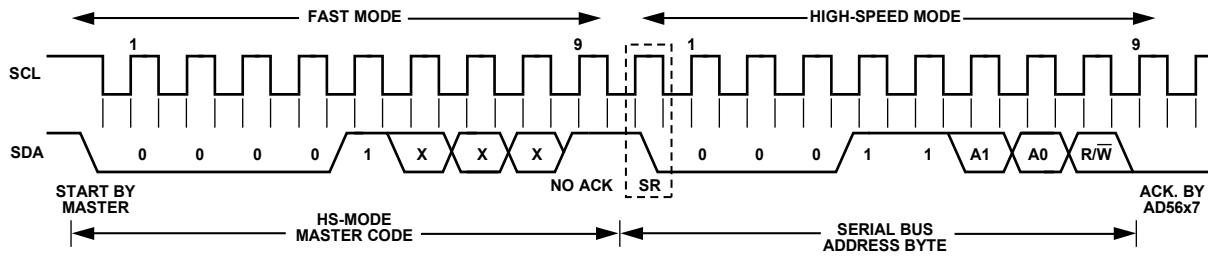 FAST MODE HIGH-SPEED MODE
1 9 1 9
SCL
SDA 0 0 0 0 1 X X X 0 0 0 1 1 A1 A0 R/W̅
START BY MASTER NO ACK SR ACK. BY AD56x7
HS-MODE MASTER CODE SERIAL BUS ADDRESS BYTE